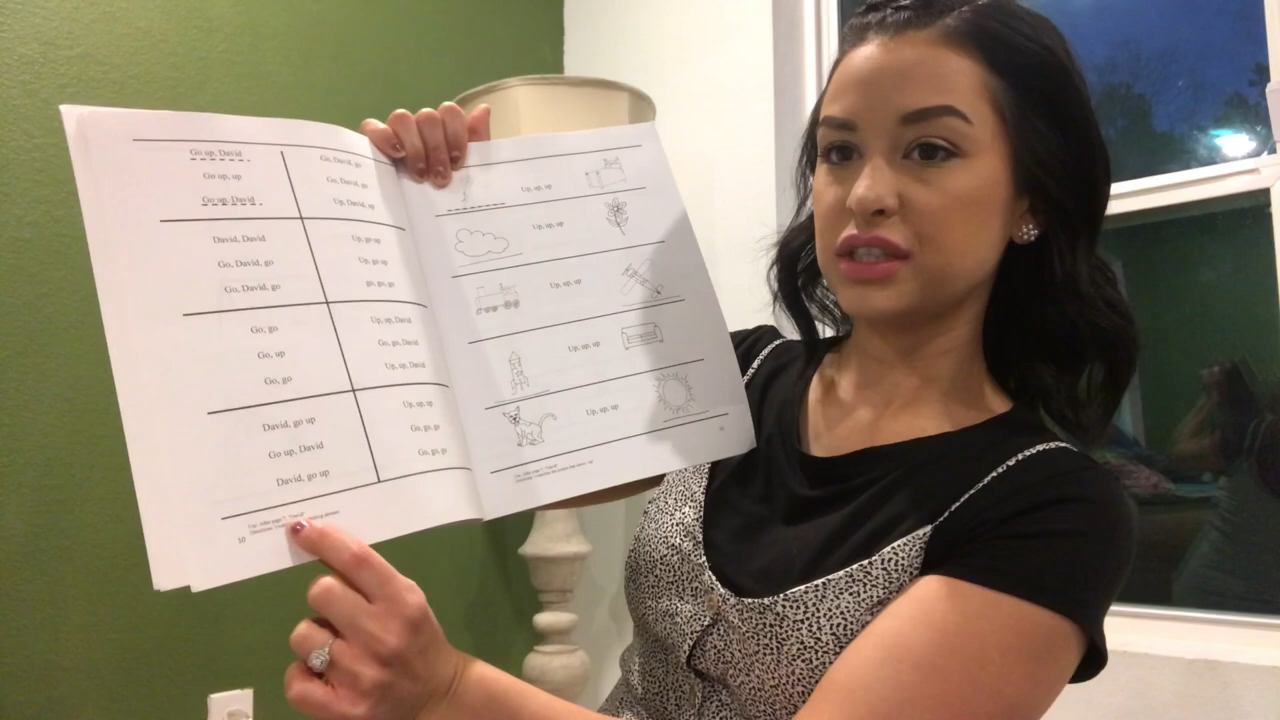 Go up, David
Go up, up
Go up, David
Go, David, go
Go, David, go
Up, David, up
David, David
Go, David, go
Go, David, go
Up, go up
Up, go up
go, go, go
Go, go
Go, up
Go, go
Up, up, David
Go, go, David
Up, up, David
David, go up
Go up, David
David, go up
Up, up, up
Go, go, go
Go, go, go
50
Up, up, up
Up, up, up
Up, up, up
Up, up, up
Up, up, up